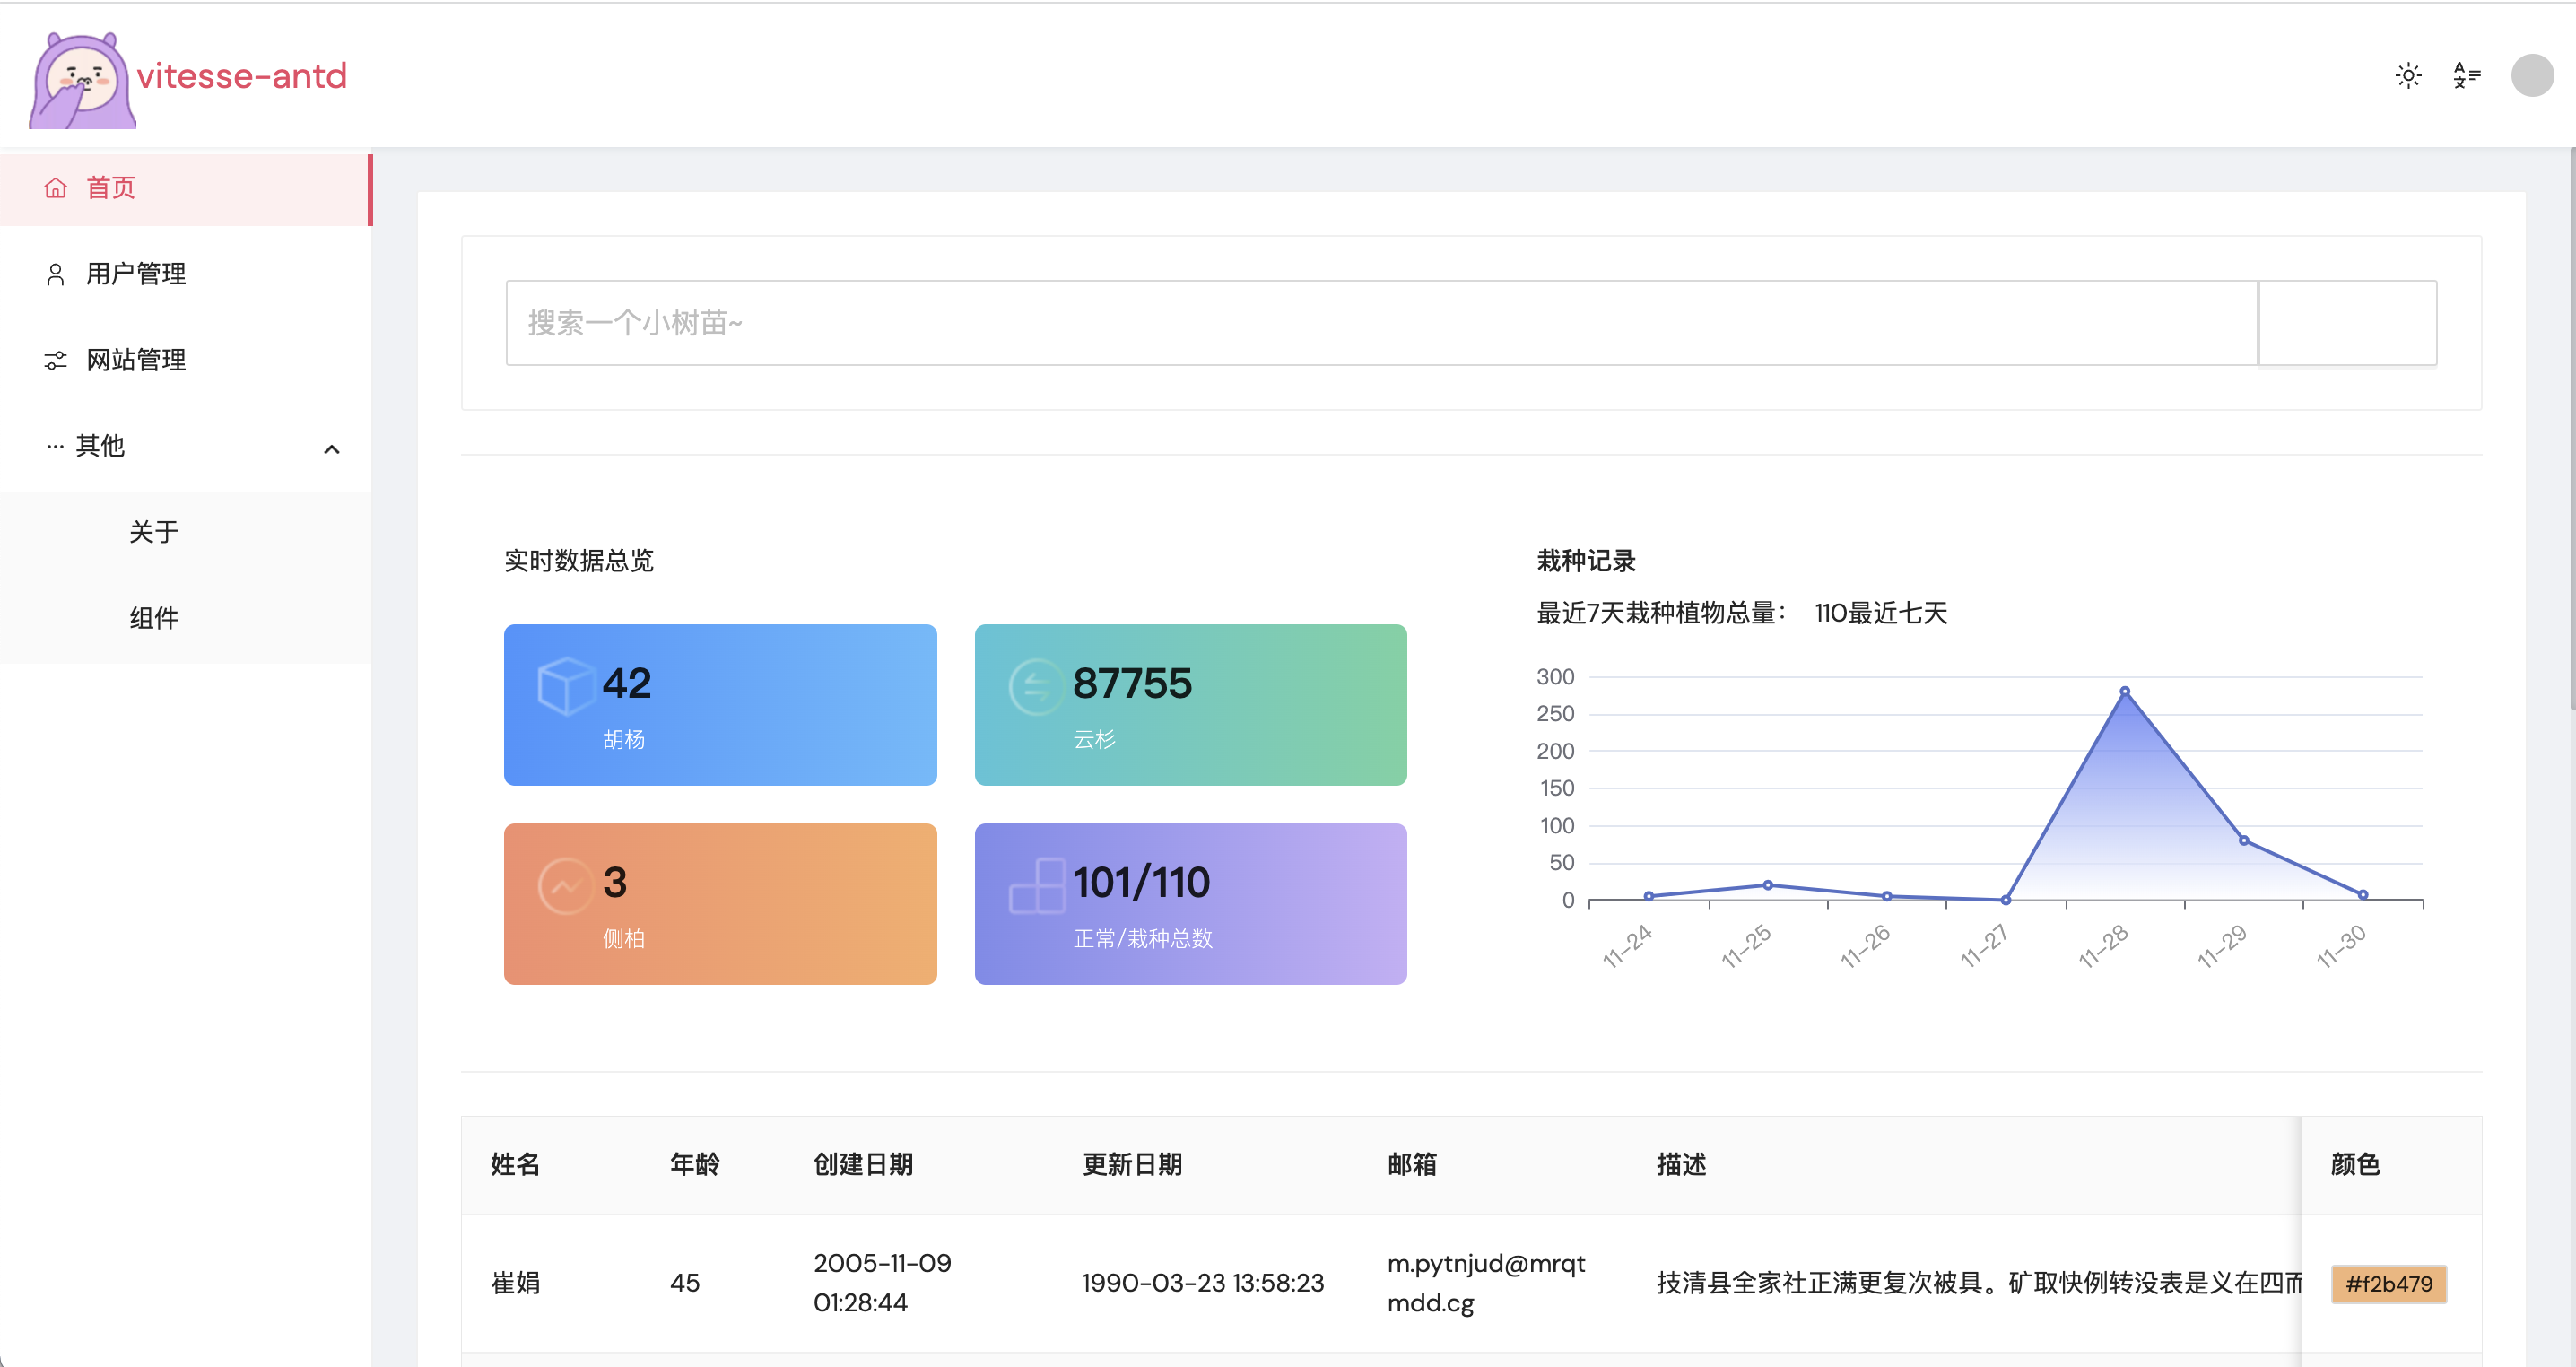 vitesse-antd
首页
用户管理
网站管理
其他
关于
组件
搜索一个小树苗~
实时数据总览
42
胡杨
87755
云杉
3
侧柏
101/110
正常/栽种总数
栽种记录
最近7天栽种植物总量： 110最近七天
300
250
200
150
100
50
0
11-24
11-25
11-26
11-27
11-28
11-29
11-30
姓名 年龄 创建日期 更新日期 邮箱 描述 颜色
崔娟
45
2005-11-09
01:28:44
1990-03-23 13:58:23
m.pytnjud@mrqt
mdd.cg
技清县全家社正满更复次被具。矿取快例转没表是义在四而
#f2b479